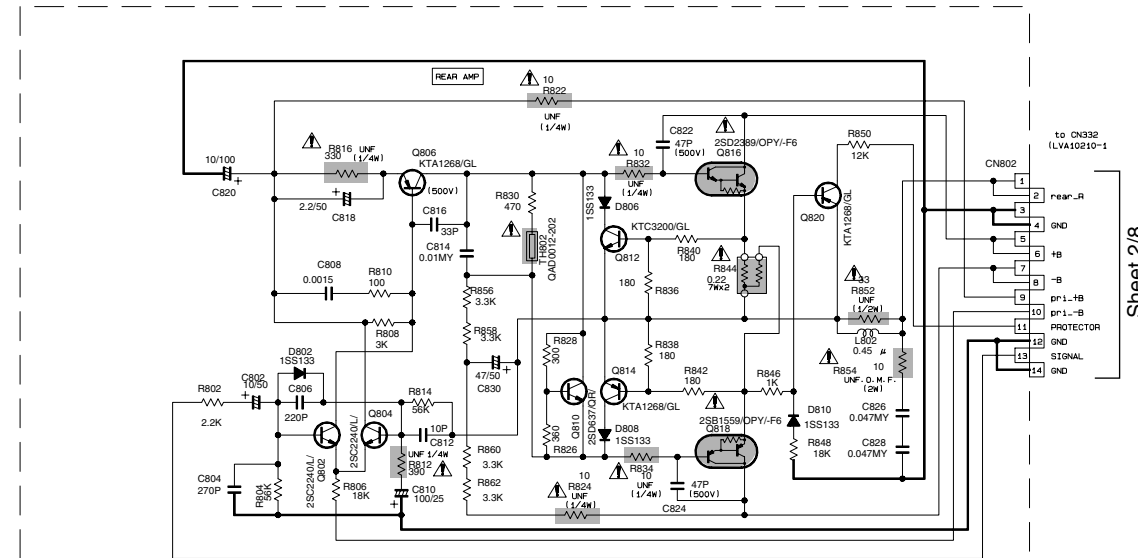 REAR AMP
10
R822
UNF
(1/4W)
to CN332
(LVA10210-1
R816
330
UNF
(1/4W)
Q806
KTA1268/GL
(500V)
10/100
C820
2.2/50
C818
C816
33P
C814
0.01MY
R830
470
TH802
QAD0012-202
1SS133
D806
10
R832
UNF
(1/4W)
C822
47P
(500V)
2SD2389/OPY/-F6
Q816
R850
12K
CN802
Q820
KTA1268/GL
KTC3200/GL
Q812
R840
180
180
R836
R844
0.22
7W×2
33
R852
UNF
(1/2W)
L802
0.45 μ
R854
10
UNF.O.M.F.
(2W)
C826
0.047MY
C828
0.047MY
1
2
3
4
5
6
7
8
9
10
11
12
13
14
rear_R
GND
+B
-B
pri_+B
pri_-B
PROTECTOR
GND
SIGNAL
GND
Sheet 2/8
C808
0.0015
R810
100
R808
3K
R856
3.3K
R858
3.3K
47/50
C830
R828
300
R838
180
Q814
KTA1268/GL
R842
180
R846
1K
D810
1SS133
R848
18K
2SB1559/OPY/-F6
Q818
Q810
2SD637/QR/
D808
1SS133
360
R826
R834
10
UNF
(1/4W)
47P
(500V)
C824
10
R824
UNF
(1/4W)
R860
3.3K
R862
3.3K
D802
1SS133
R802
2.2K
C802
10/50
C806
220P
R814
56K
Q804
2SC2240/L/
10P
C812
UNF 1/4W
R812
390
C810
100/25
C804
270P
R804
56K
2SC2240/L/
Q802
R806
18K